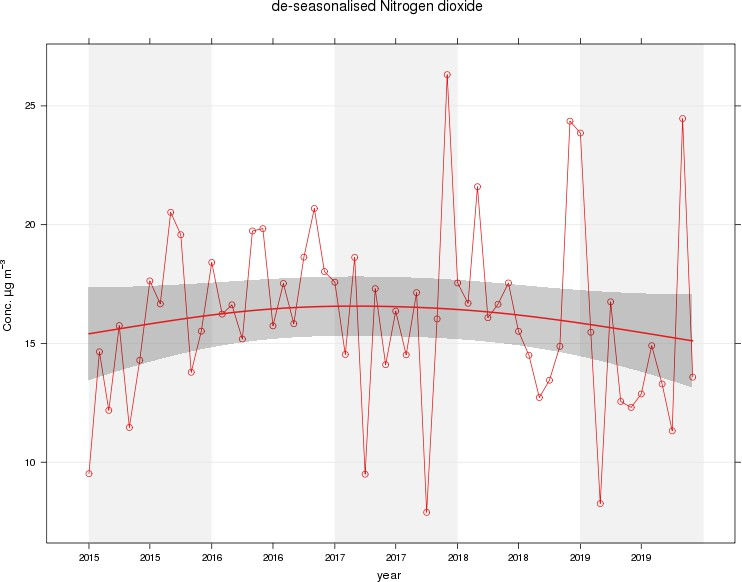 de-seasonalised Nitrogen dioxide
25
20
15
10
Conc. µg m⁻³
2015 2015 2016 2016 2017 2017 2018 2018 2019 2019
year